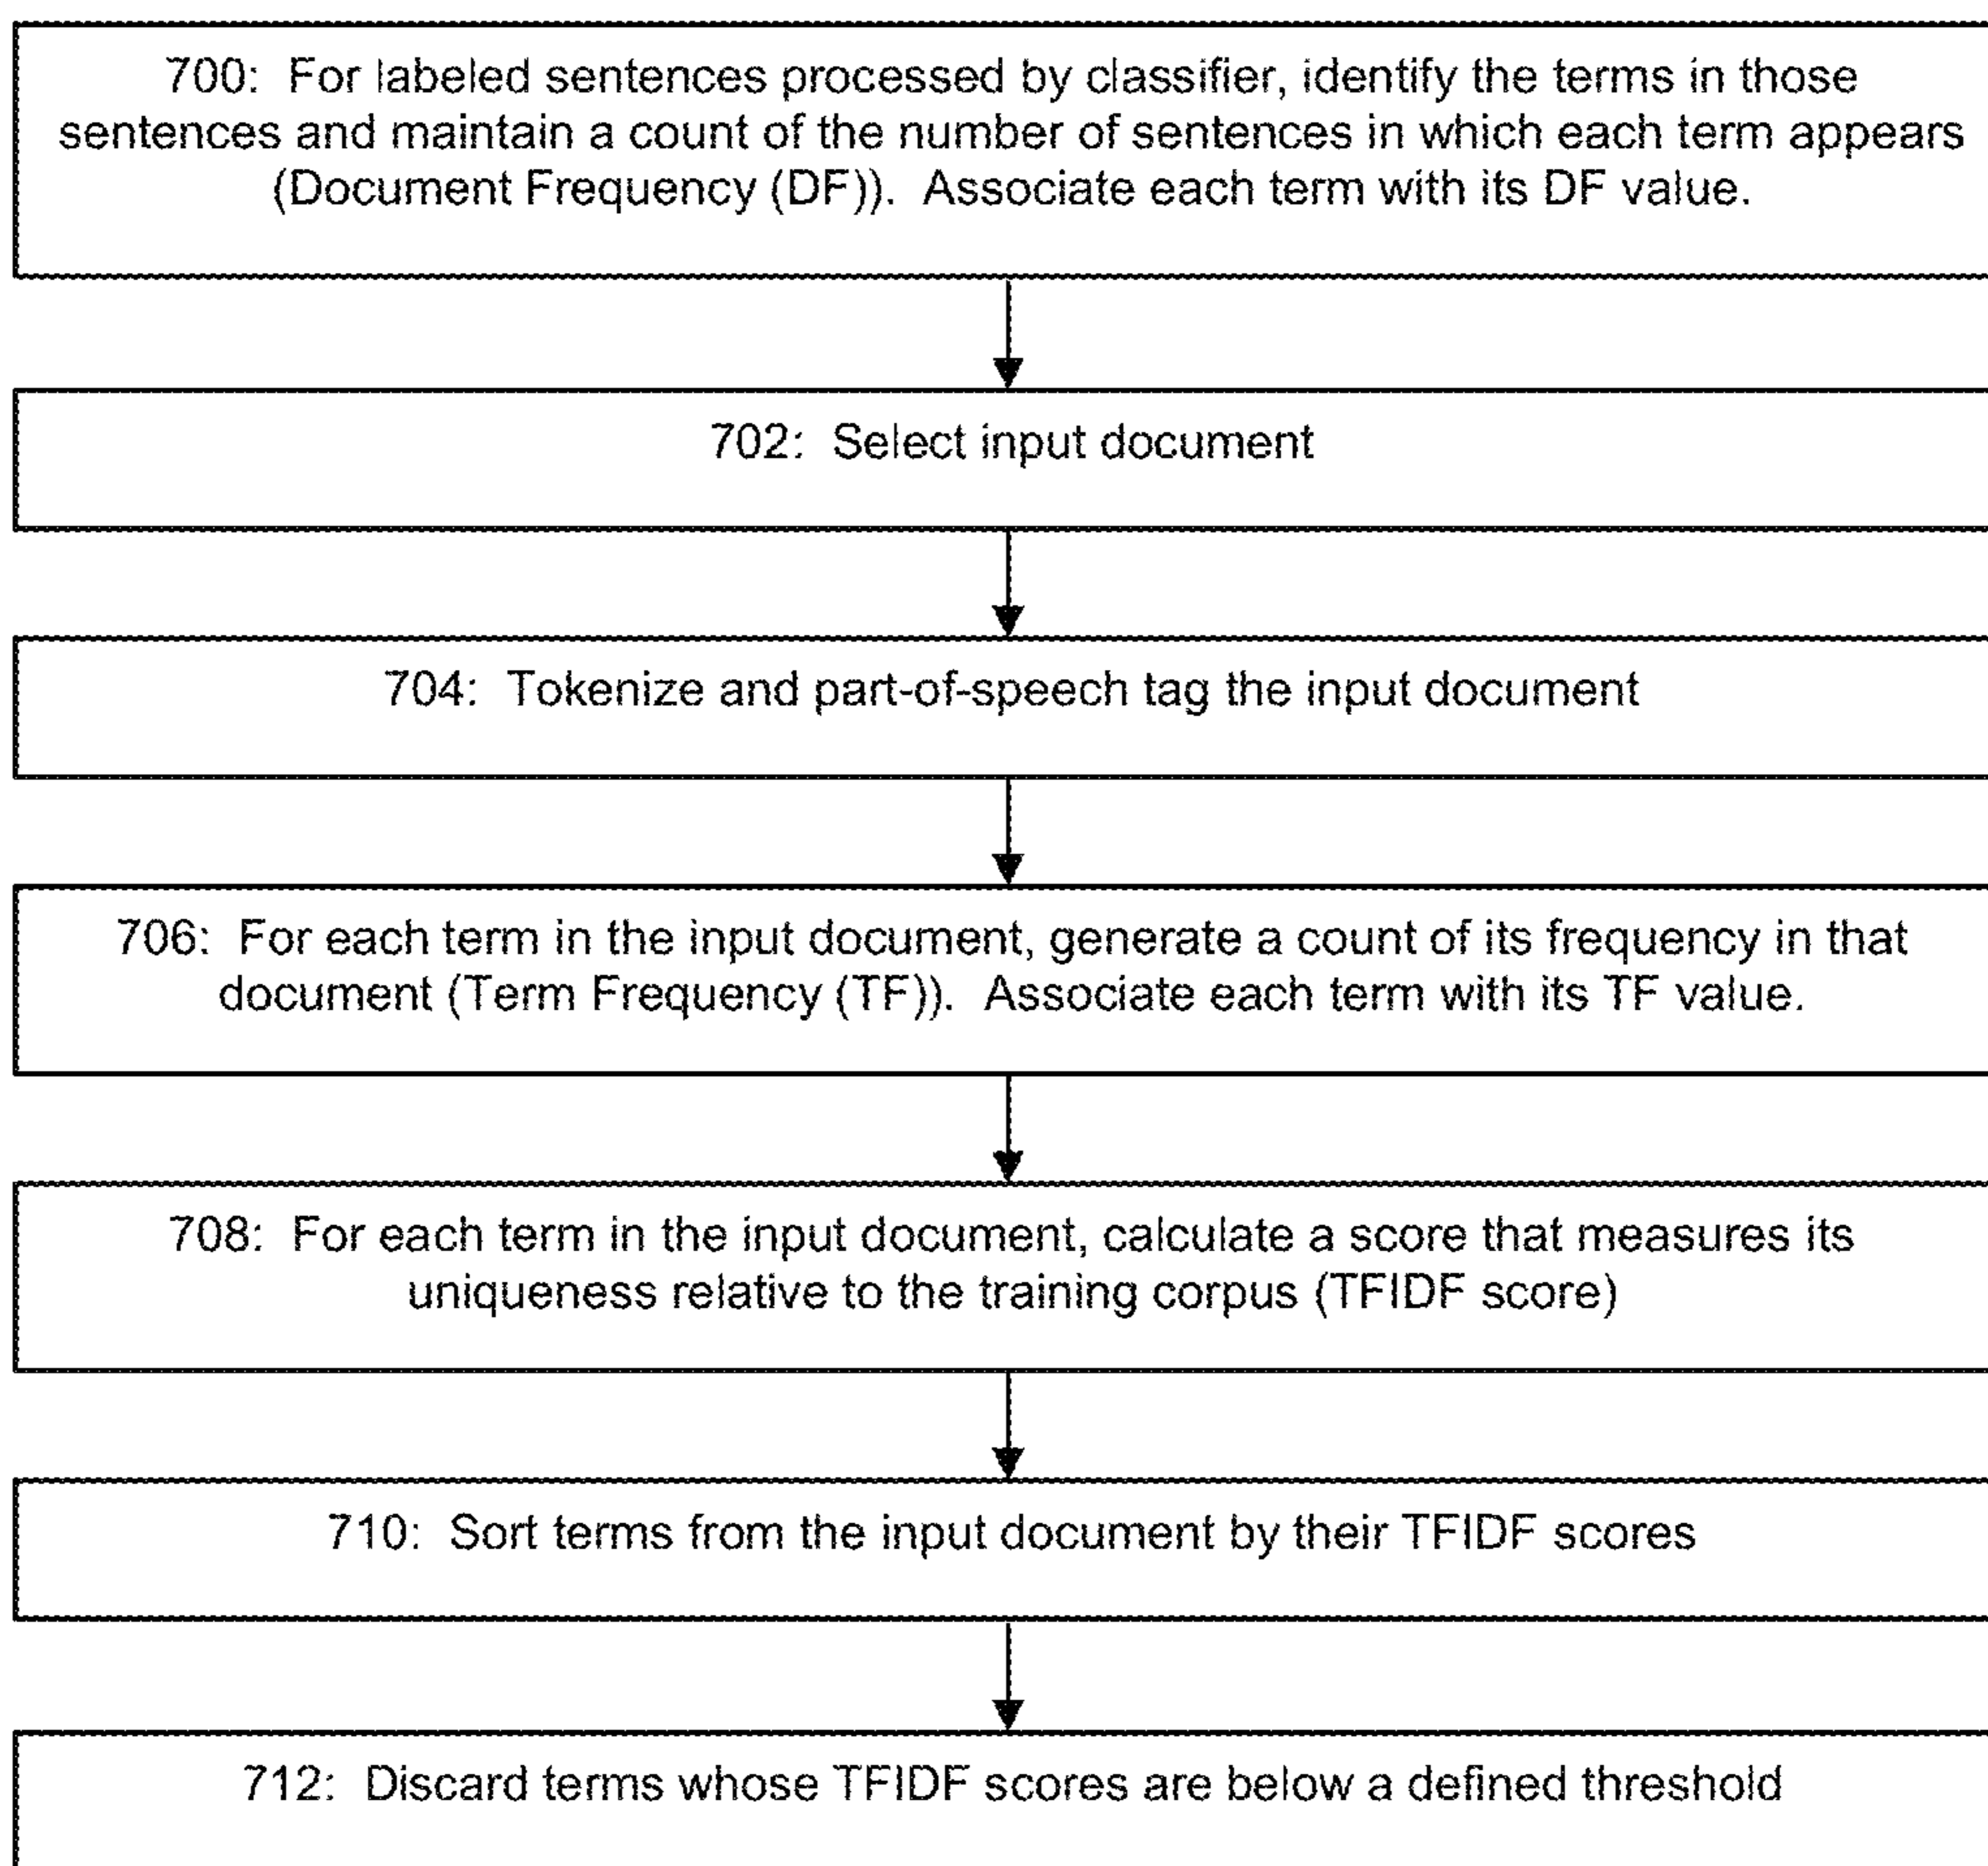 700: For labeled sentences processed by classifier, identify the terms in those
sentences and maintain a count of the number of sentences in which each term appears
(Document Frequency (DF)). Associate each term with its DF value.
702: Select input document
704: Tokenize and part-of-speech tag the input document
706: For each term in the input document, generate a count of its frequency in that
document (Term Frequency (TF)). Associate each term with its TF value.
708: For each term in the input document, calculate a score that measures its
uniqueness relative to the training corpus (TFIDF score)
710: Sort terms from the input document by their TFIDF scores
712: Discard terms whose TFIDF scores are below a defined threshold